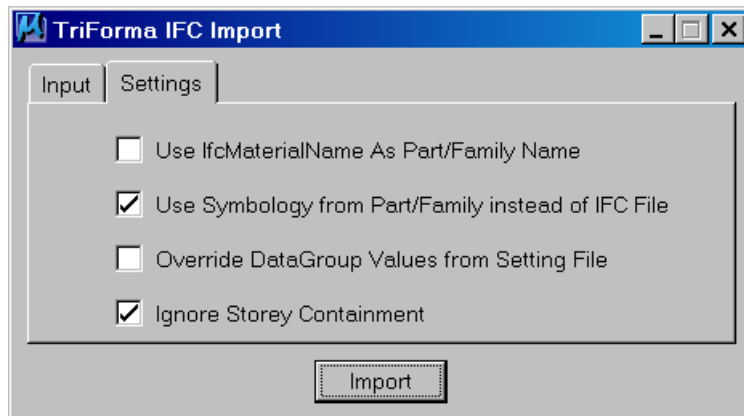 TriForma IFC Import
Input Settings
Use IfcMaterialName As Part/Family Name
Use Symbology from Part/Family instead of IFC File
Override DataGroup Values from Setting File
Ignore Storey Containment
Import